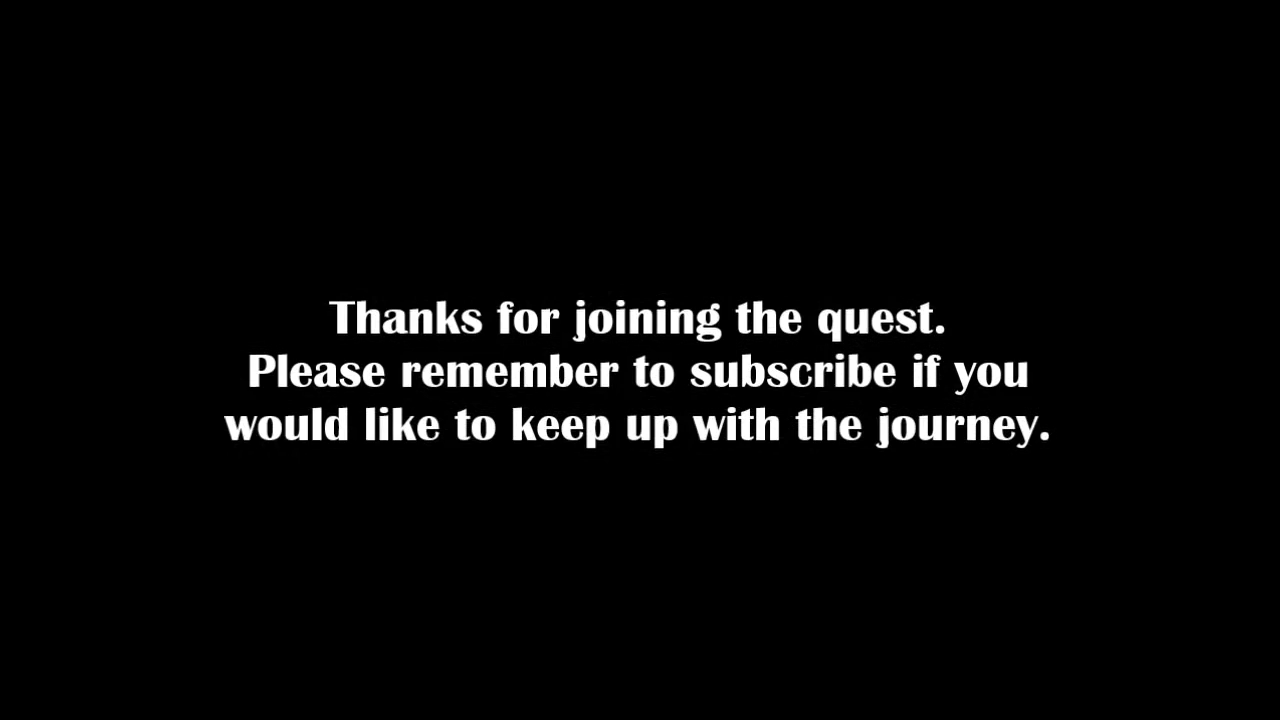 Thanks for joining the quest.
Please remember to subscribe if you
would like to keep up with the journey.